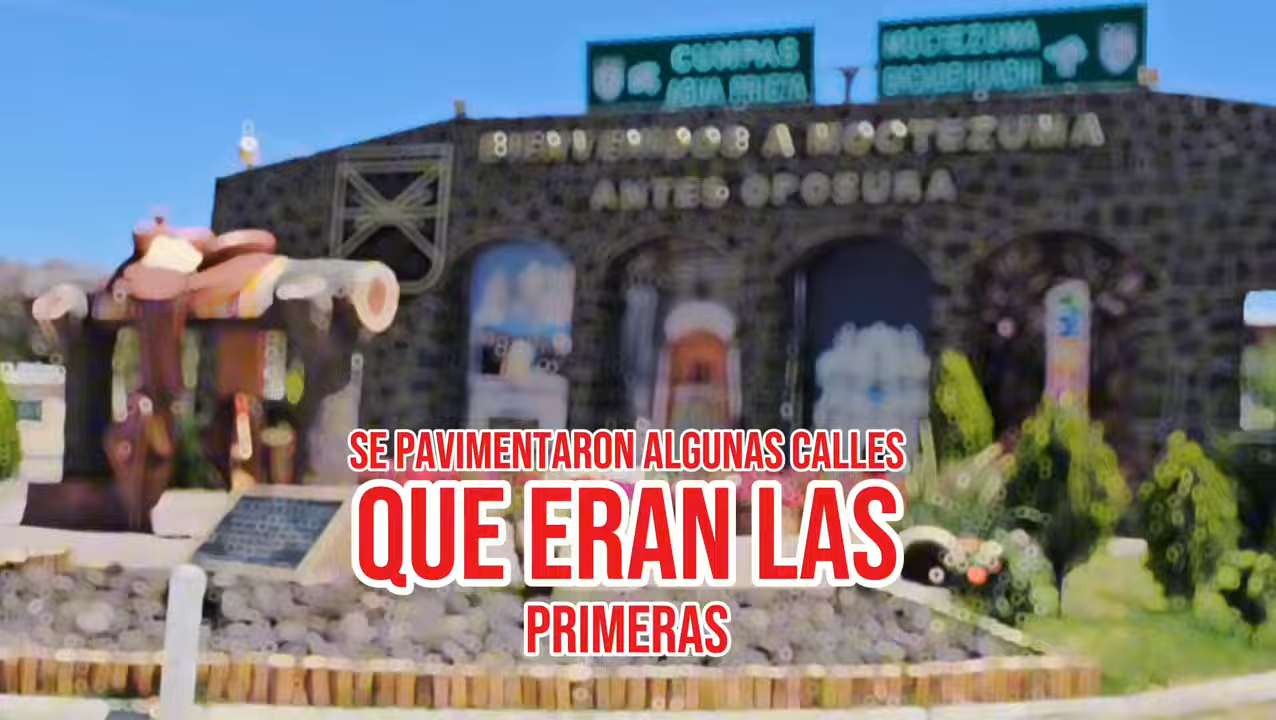 CUMPAS
AGUA PRIETA
MOCTEZUMA
BIENVENIDOS A MOCTEZUMA
ANTES OPOSURA
SE PAVIMENTARON ALGUNAS CALLES
QUE ERAN LAS
PRIMERAS